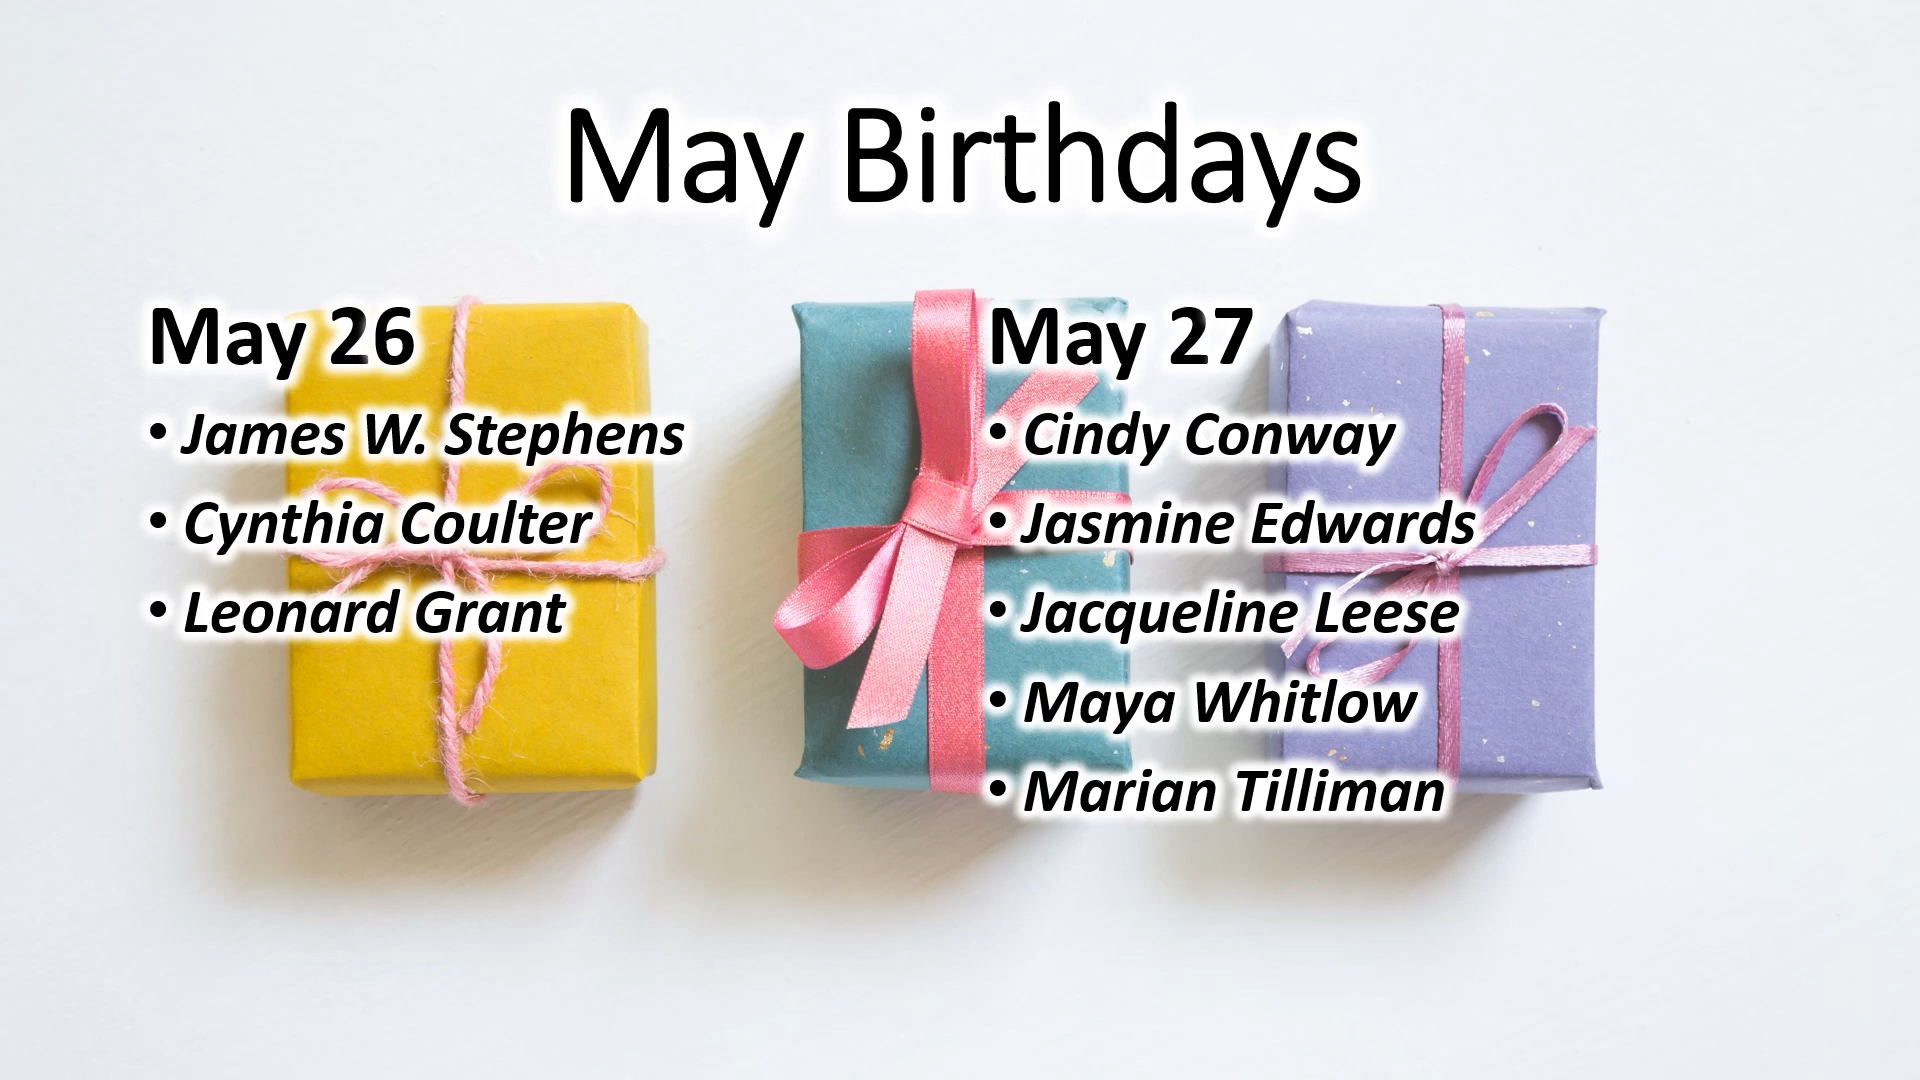 May Birthdays
May 26
• James W. Stephens
• Cynthia Coulter
• Leonard Grant
May 27
• Cindy Conway
• Jasmine Edwards
• Jacqueline Leese
• Maya Whitlow
• Marian Tilliman